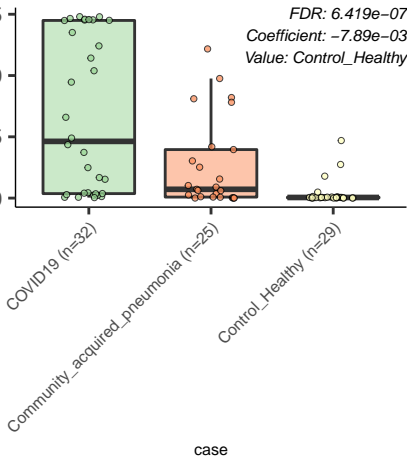 FDR: 6.419e−07
Coefficient: −7.89e−03
Value: Control_Healthy
COVID19 (n=32)
Community_acquired_pneumonia (n=25)
Control_Healthy (n=29)
case